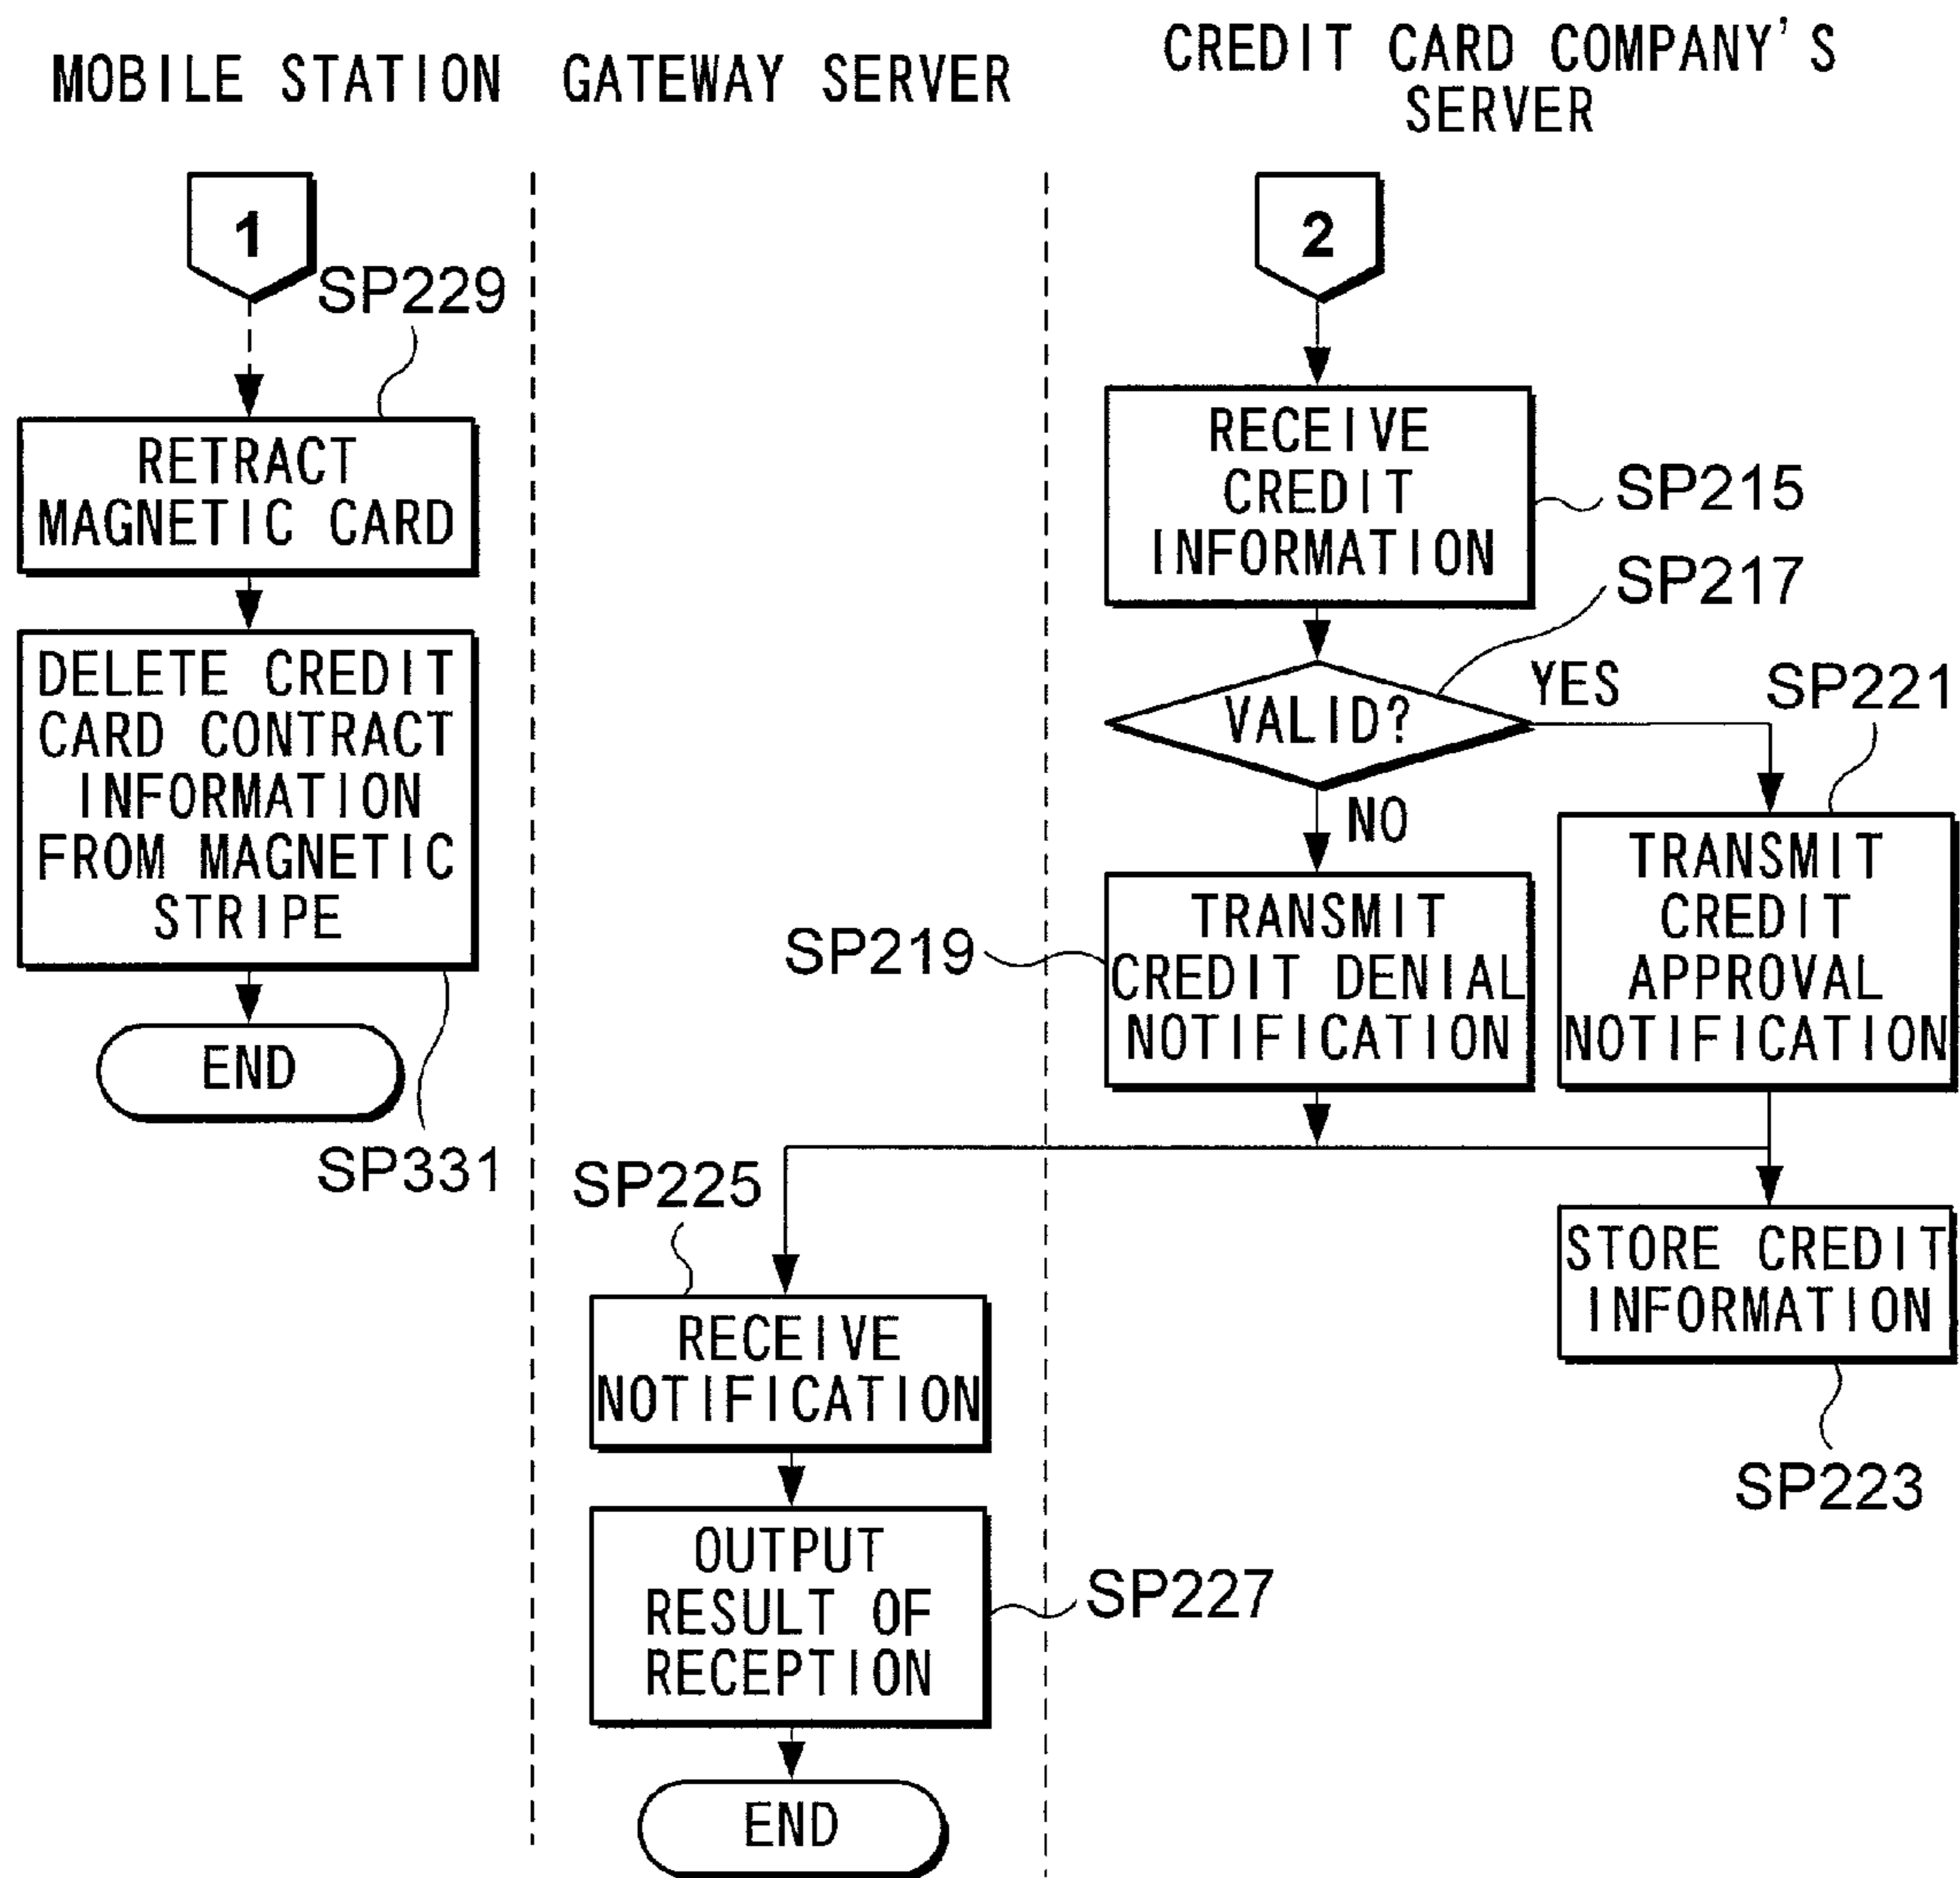 MOBILE STATION
GATEWAY SERVER
CREDIT CARD COMPANY'S
SERVER
1
SP229
RETRACT
MAGNETIC CARD
DELETE CREDIT
CARD CONTRACT
INFORMATION
FROM MAGNETIC
STRIPE
END
SP331
2
RECEIVE
CREDIT
INFORMATION
SP215
SP217
VALID?
YES
SP221
NO
TRANSMIT
CREDIT DENIAL
NOTIFICATION
SP219
TRANSMIT
CREDIT
APPROVAL
NOTIFICATION
SP225
RECEIVE
NOTIFICATION
STORE CREDIT
INFORMATION
SP223
OUTPUT
RESULT OF
RECEPTION
SP227
END